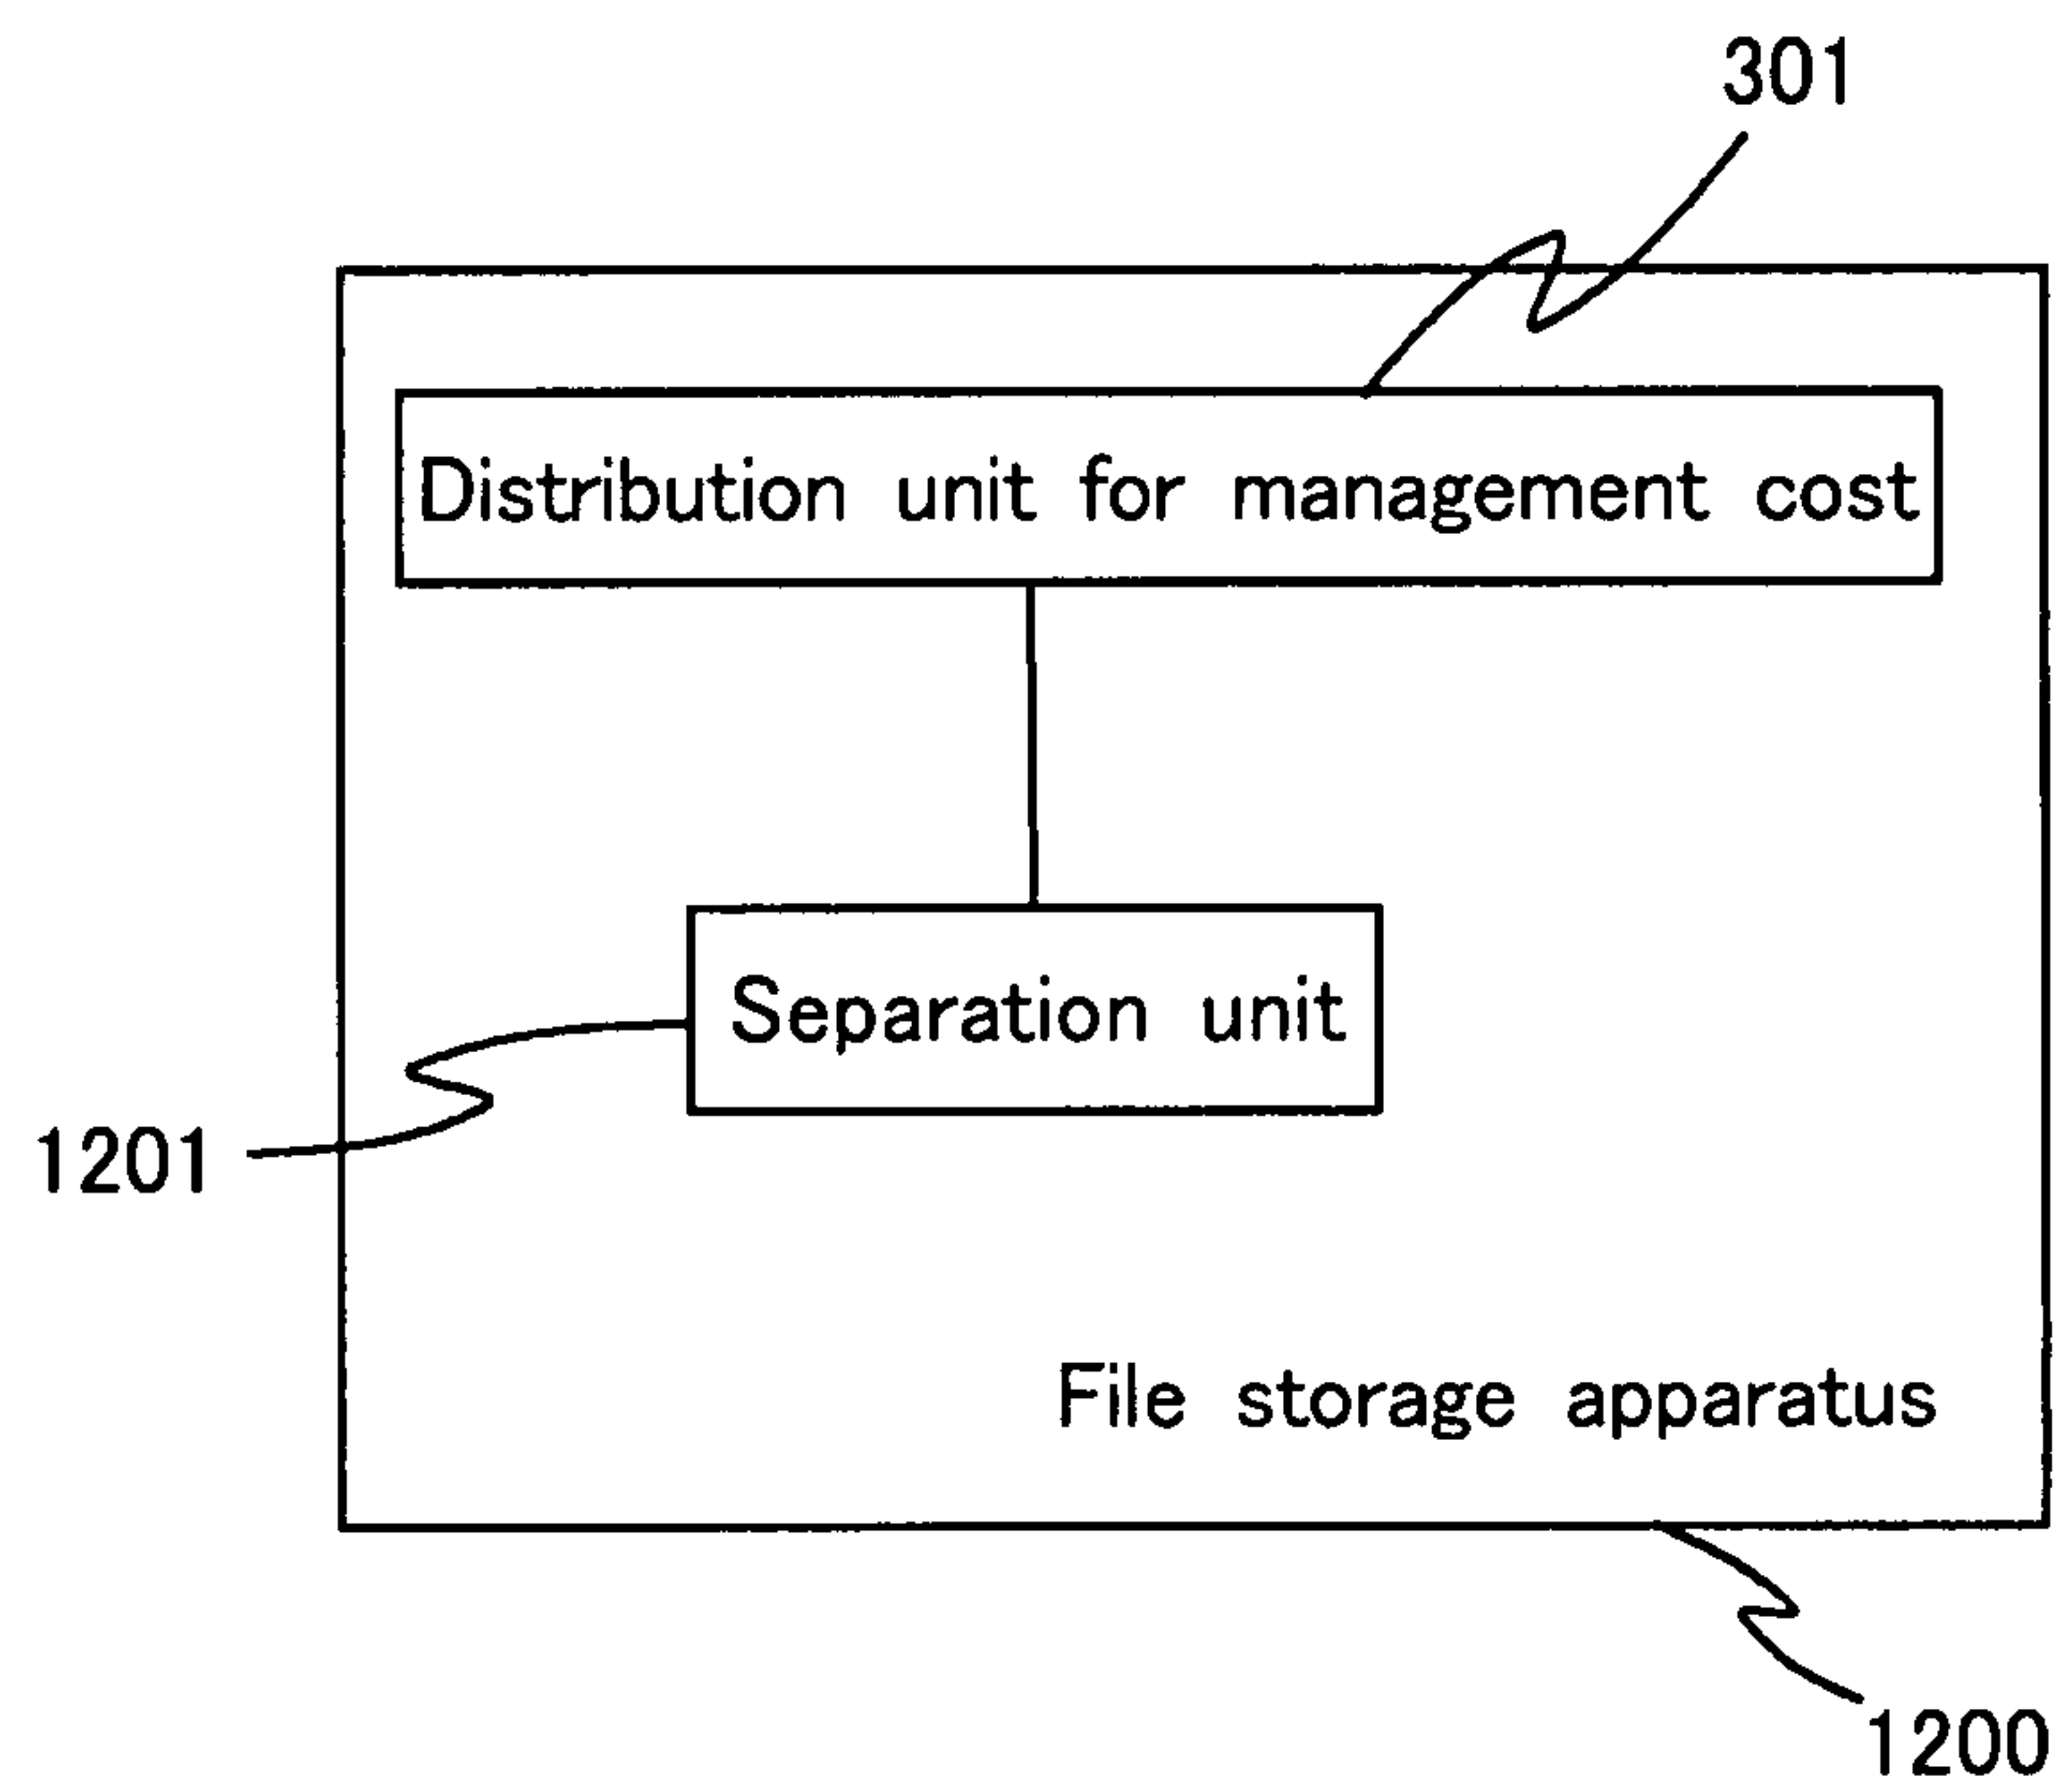 301
Distribution unit for management cost
Separation unit
1201
File storage apparatus
1200